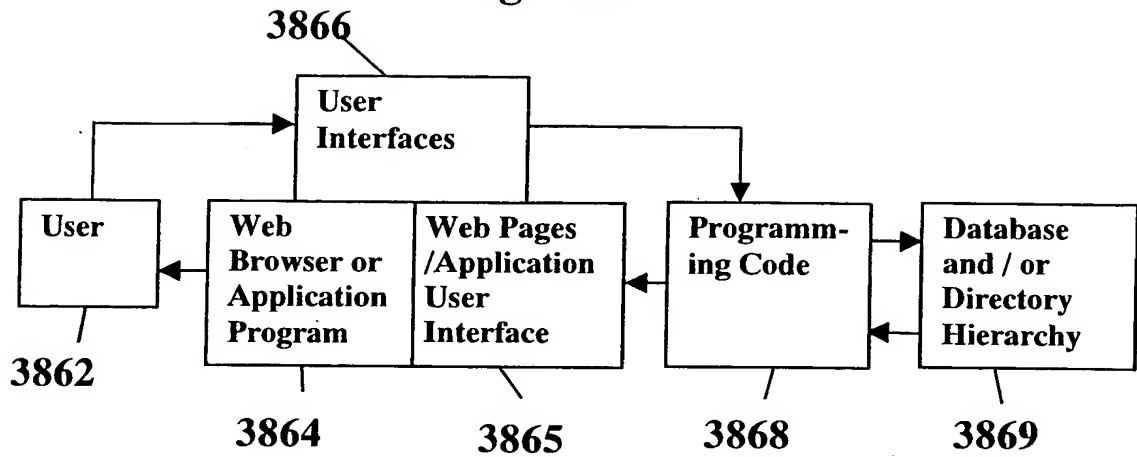 3866
User
Interfaces
User
Web
Browser or
Application
Program
Web Pages
/Application
User
Interface
Programm-
ing Code
Database
and / or
Directory
Hierarchy
3862
3864
3865
3868
3869